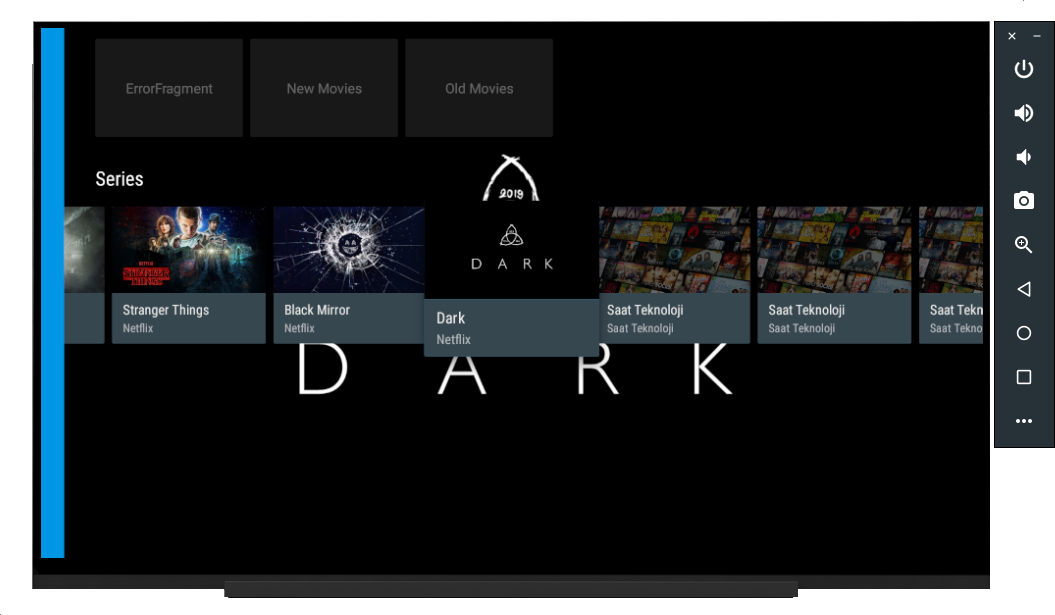 ErrorFragment
New Movies
Old Movies
Series
2019
DARK
NETFLIX
STRANGER THINGS
Stranger Things
Netflix
Black Mirror
Netflix
Dark
Netflix
Saat Teknoloji
Saat Teknoloji
Saat Teknoloji
Saat Teknoloji
Saat Tekn
Saat Tekno
DARK